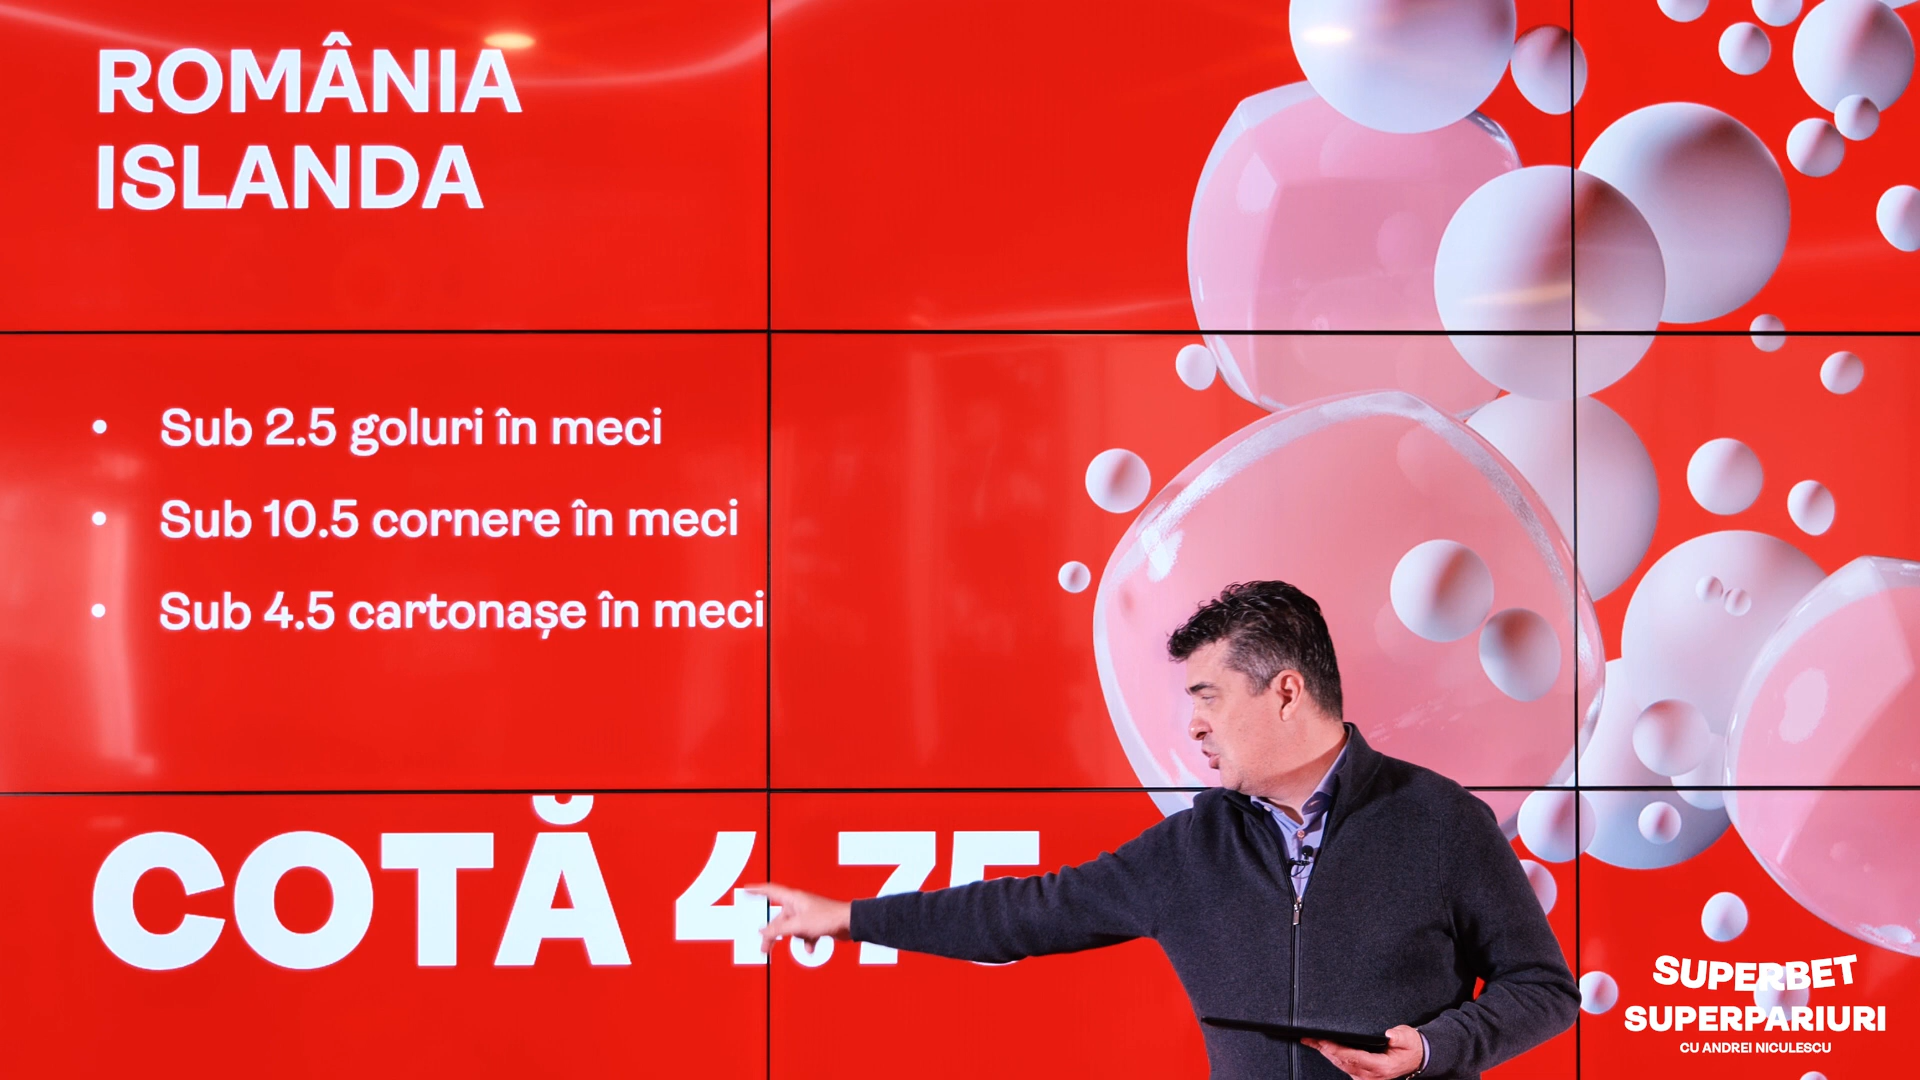 ROMÂNIA
ISLANDA
• Sub 2.5 goluri în meci
• Sub 10.5 cornere în meci
• Sub 4.5 cartonașe în meci
COTĂ 4.75
SUPERBET
SUPERPARIURI
CU ANDREI NICULESCU